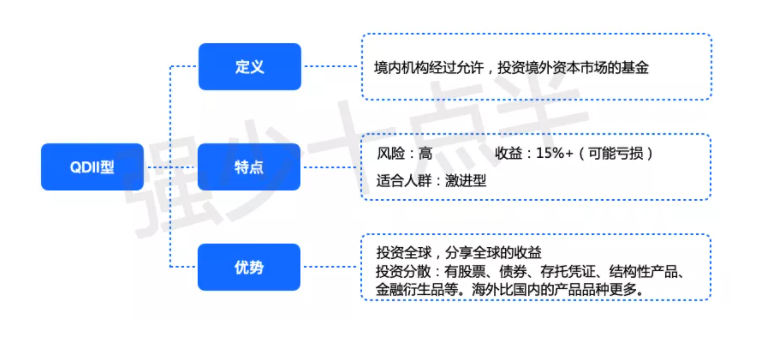 定义
境内机构经过允许，投资境外资本市场的基金
QDII型
特点
风险：高 收益：15%+（可能亏损）
适合人群：激进型
优势
投资全球，分享全球的收益
投资分散：有股票、债券、存托凭证、结构性产品、
金融衍生品等。海外比国内的产品品种更多。
强少十点半